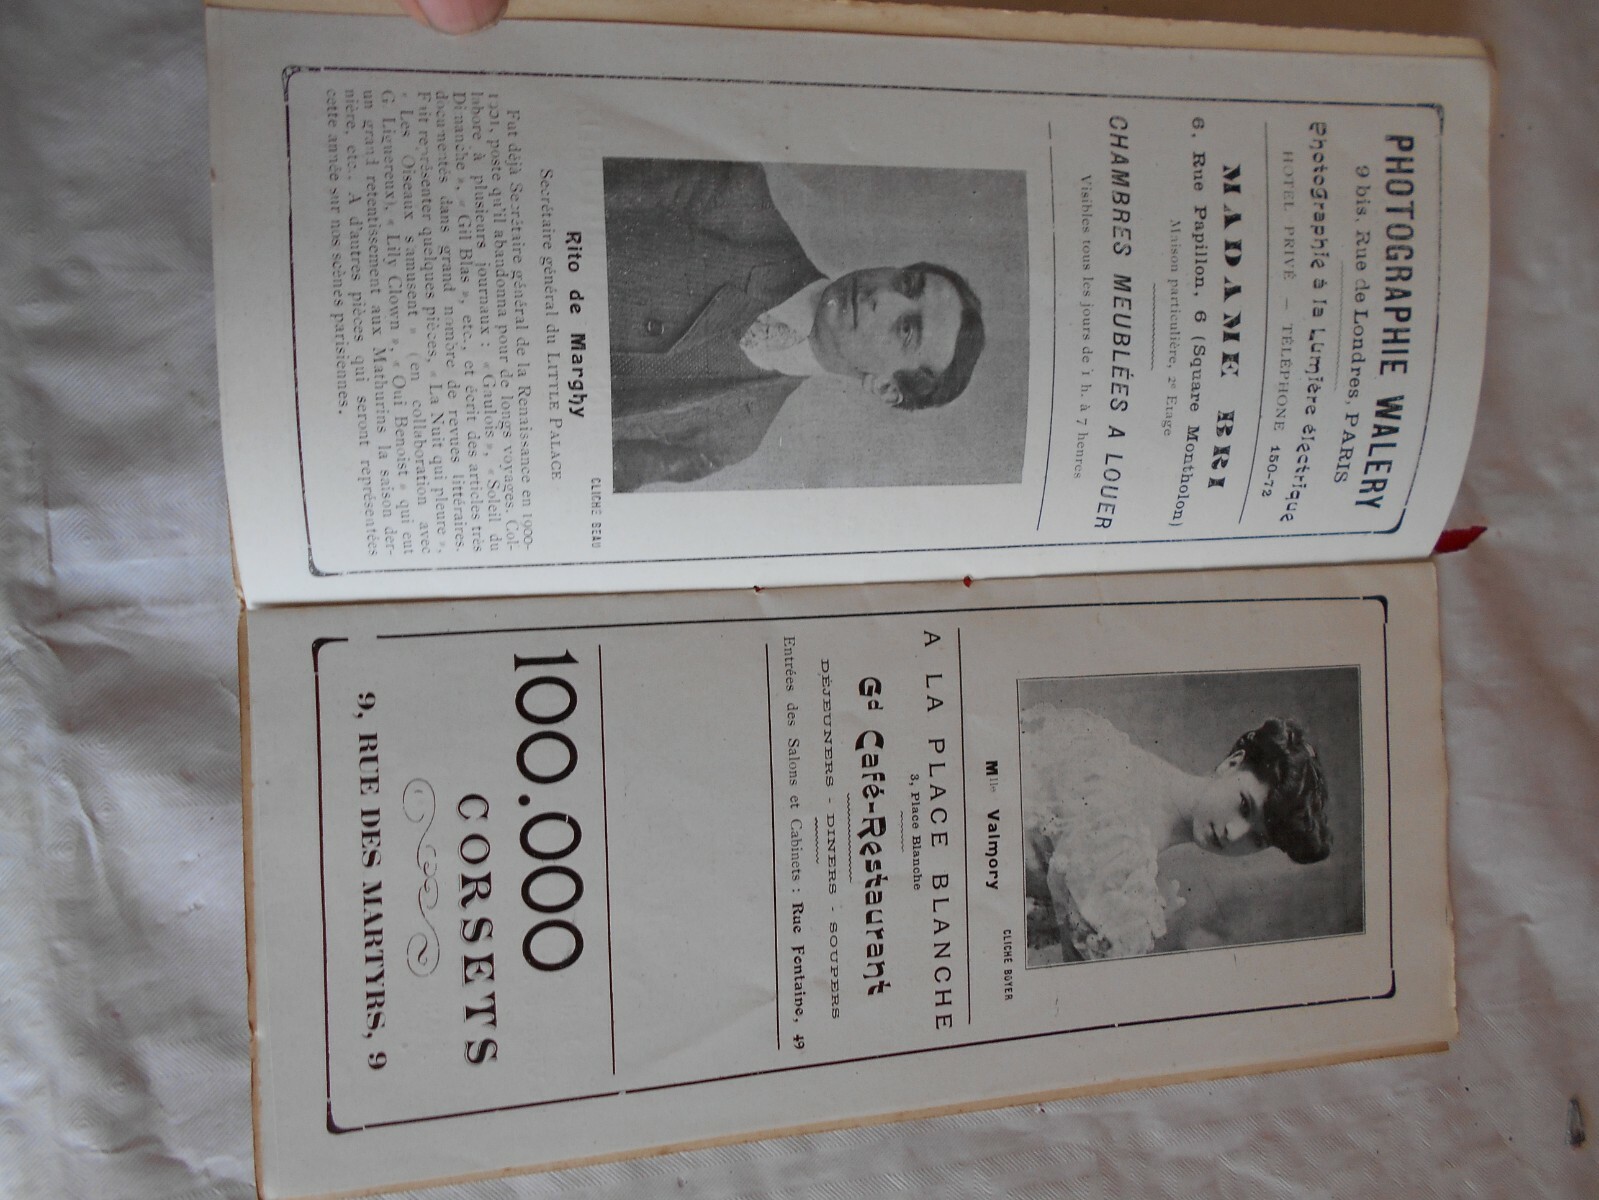 PHOTOGRAPHIE WALERY
9 bis, Rue de Londres, PARIS
Photographie à la Lumière électrique
HOTEL PRIVÉ — TÉLÉPHONE 150-72
MADAME BRI
6, Rue Papillon, 6 (Square Montholon)
Maison particulière, 2e Etage
CHAMBRES MEUBLÉES A LOUER
Visibles tous les jours de 1 h. à 7 heures
CLICHÉ BEAU
Rito de Marghy
Secrétaire général du LITTLE PALACE
Fut déjà Secrétaire général de la Renaissance en 1900-
1901, poste qu'il abandonna pour de longs voyages. Col-
labore à plusieurs journaux : « Gaulois », « Soleil du
Dimanche », « Gil Blas », etc., et écrit des articles très
documentés dans grand nombre de revues littéraires.
Fait représenter quelques pièces, « La Nuit qui pleure »,
« Les Oiseaux s'amusent » (en collaboration avec
G. Liquereux), « Lily Clown », « Oui Benoist » qui eut
un grand retentissement aux Mathurins la saison der-
nière, etc., A d'autres pièces qui seront représentées
cette année sur nos scènes parisiennes.
CLICHÉ BOYER
Mlle Valmory
A LA PLACE BLANCHE
3, Place Blanche
Gd Café-Restaurant
DÉJEUNERS - DINERS - SOUPERS
Entrées des Salons et Cabinets : Rue Fontaine, 49
100.000
CORSETS
9, RUE DES MARTYRS, 9